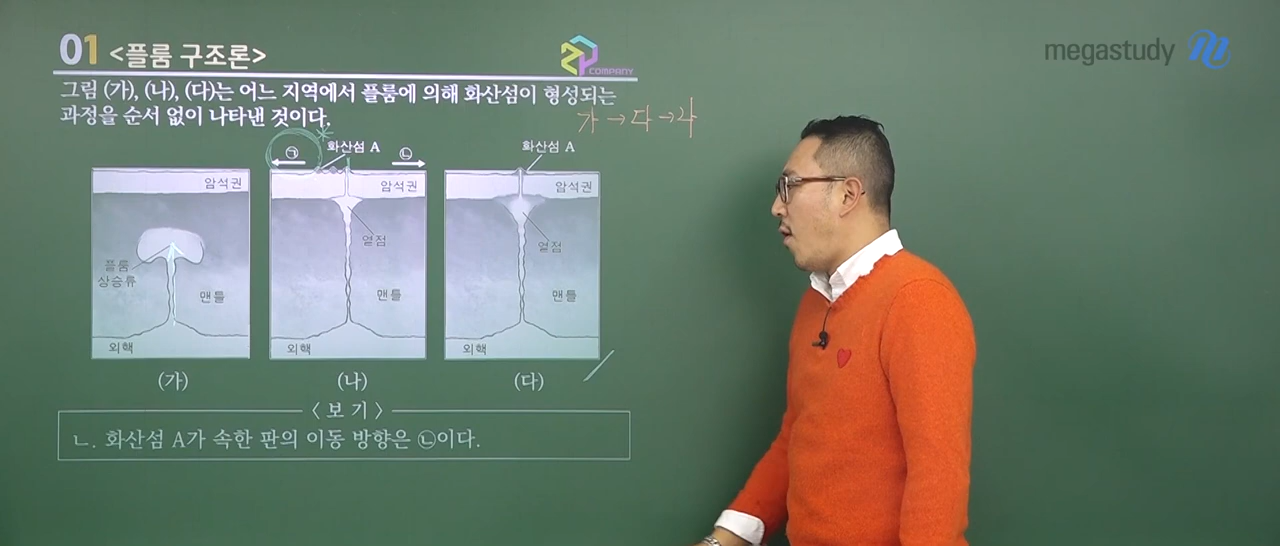 01 <플룸 구조론>
2P COMPANY
megastudy
그림 (가), (나), (다)는 어느 지역에서 플룸에 의해 화산섬이 형성되는
과정을 순서 없이 나타낸 것이다.
가→다→나
㉠ 화산섬 A ㉡
화산섬 A
암석권
암석권
암석권
플룸
상승류
맨틀
외핵
열점
맨틀
외핵
열점
맨틀
외핵
(가)
(나)
(다)
<보 기>
ㄴ. 화산섬 A가 속한 판의 이동 방향은 ㉡이다.